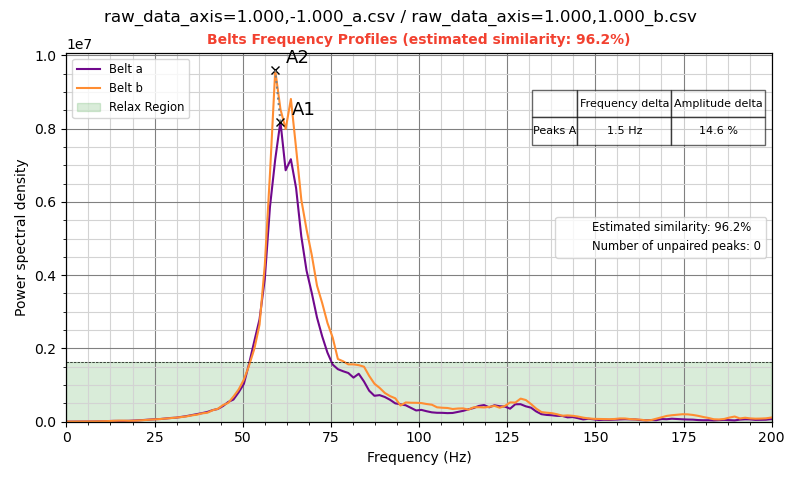 raw_data_axis=1.000,-1.000_a.csv / raw_data_axis=1.000,1.000_b.csv
Belts Frequency Profiles (estimated similarity: 96.2%)
1e7
Belt a
Belt b
Relax Region
A2
A1
Frequency delta Amplitude delta
Peaks A 1.5 Hz 14.6 %
Estimated similarity: 96.2%
Number of unpaired peaks: 0
Power spectral density
1.0
0.8
0.6
0.4
0.2
0.0
0 25 50 75 100 125 150 175 200
Frequency (Hz)